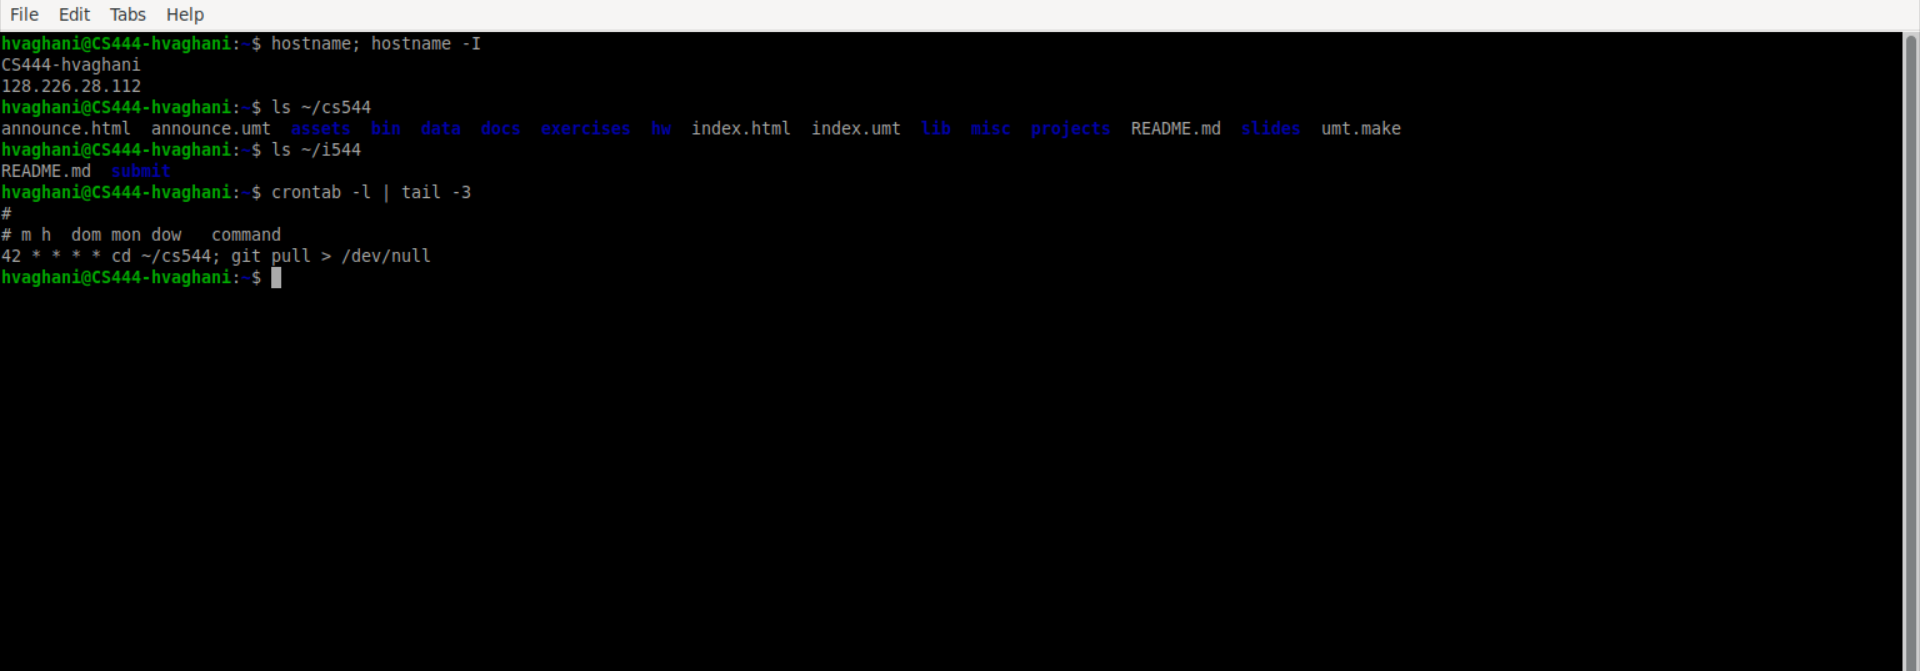 File Edit Tabs Help
hvaghani@CS444-hvaghani:~$ hostname; hostname -I
CS444-hvaghani
128.226.28.112
hvaghani@CS444-hvaghani:~$ ls ~/cs544
announce.html  announce.umt  assets  bin  data  docs  exercises  hw  index.html  index.umt  lib  misc  projects  README.md  slides  umt.make
hvaghani@CS444-hvaghani:~$ ls ~/i544
README.md  submit
hvaghani@CS444-hvaghani:~$ crontab -l | tail -3
#
# m h  dom mon dow   command
42 * * * * cd ~/cs544; git pull > /dev/null
hvaghani@CS444-hvaghani:~$